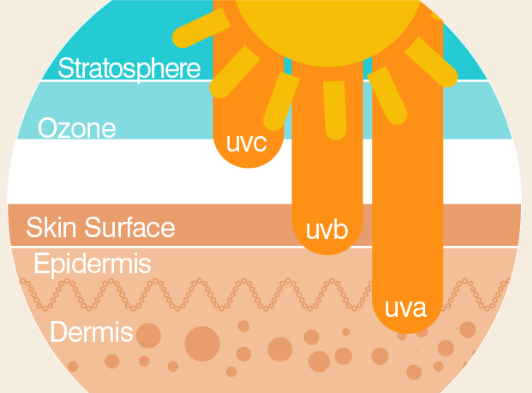 Stratosphere
Ozone
uvc
Skin Surface
uvb
Epidermis
uva
Dermis